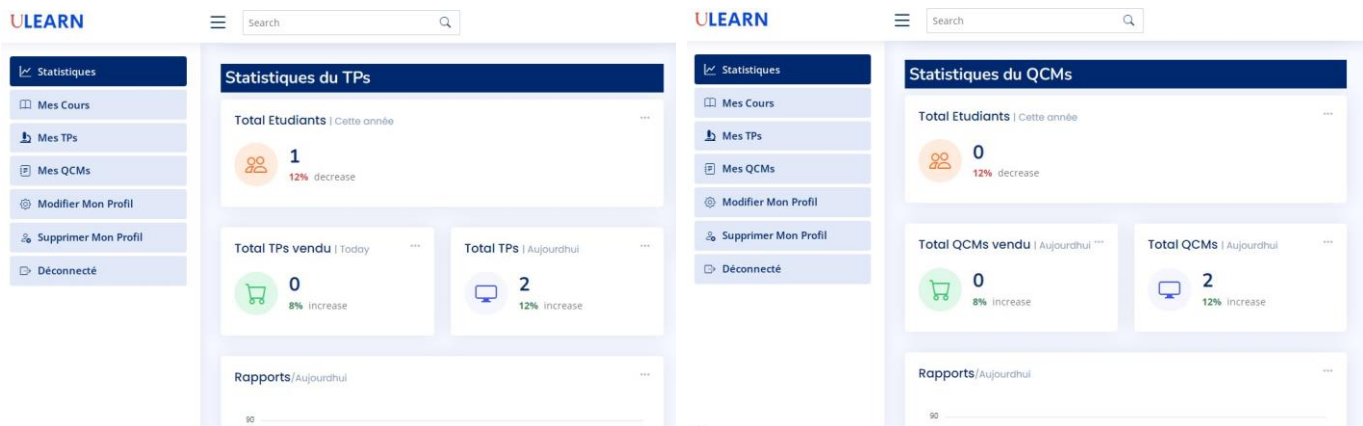 ULEARN
Search
Statistiques
Mes Cours
Mes TPs
Mes QCMs
Modifier Mon Profil
Supprimer Mon Profil
Déconnecté
Statistiques du TPs
Total Etudiants | Cette année
1
12% decrease
Total TPs vendu | Today
0
8% increase
Total TPs | Aujourdhui
2
12% increase
Rapports/Aujourdhui
90
ULEARN
Search
Statistiques
Mes Cours
Mes TPs
Mes QCMs
Modifier Mon Profil
Supprimer Mon Profil
Déconnecté
Statistiques du QCMs
Total Etudiants | Cette année
0
12% decrease
Total QCMs vendu | Aujourdhui
0
8% increase
Total QCMs | Aujourdhui
2
12% increase
Rapports/Aujourdhui
90